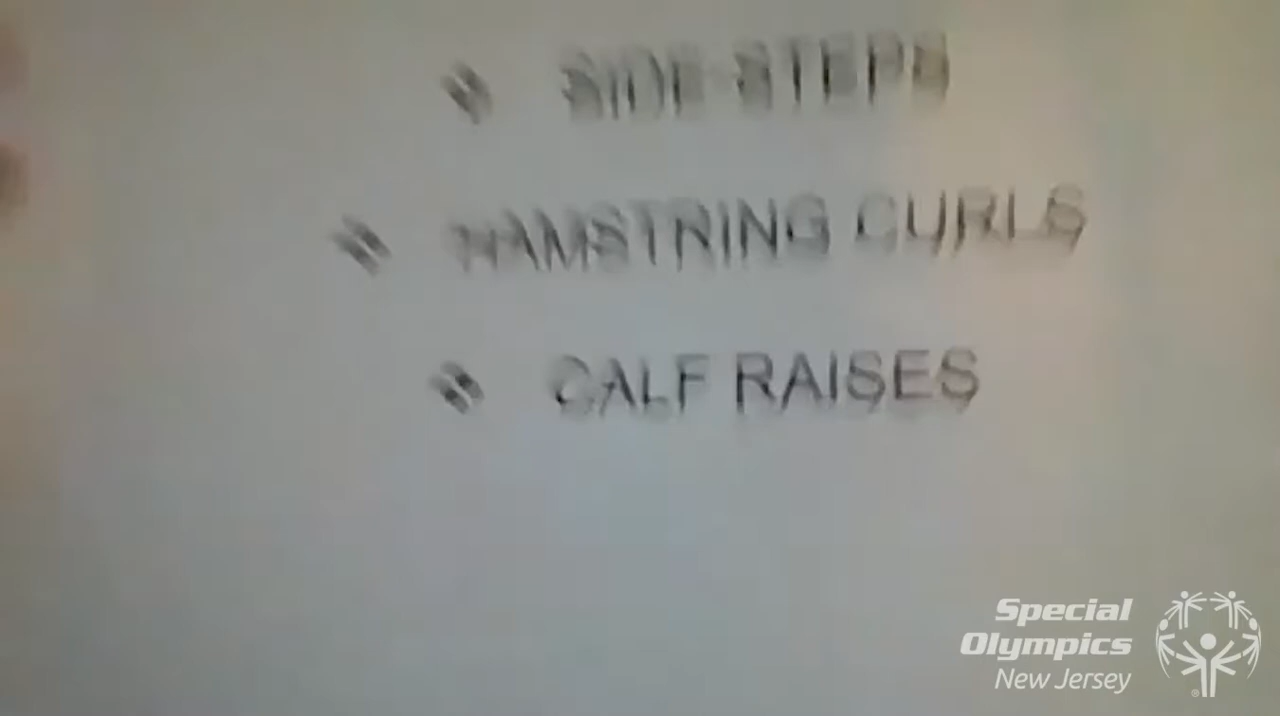 SIDE STEPS
HAMSTRING CURLS
CALF RAISES
Special
Olympics
New Jersey
®